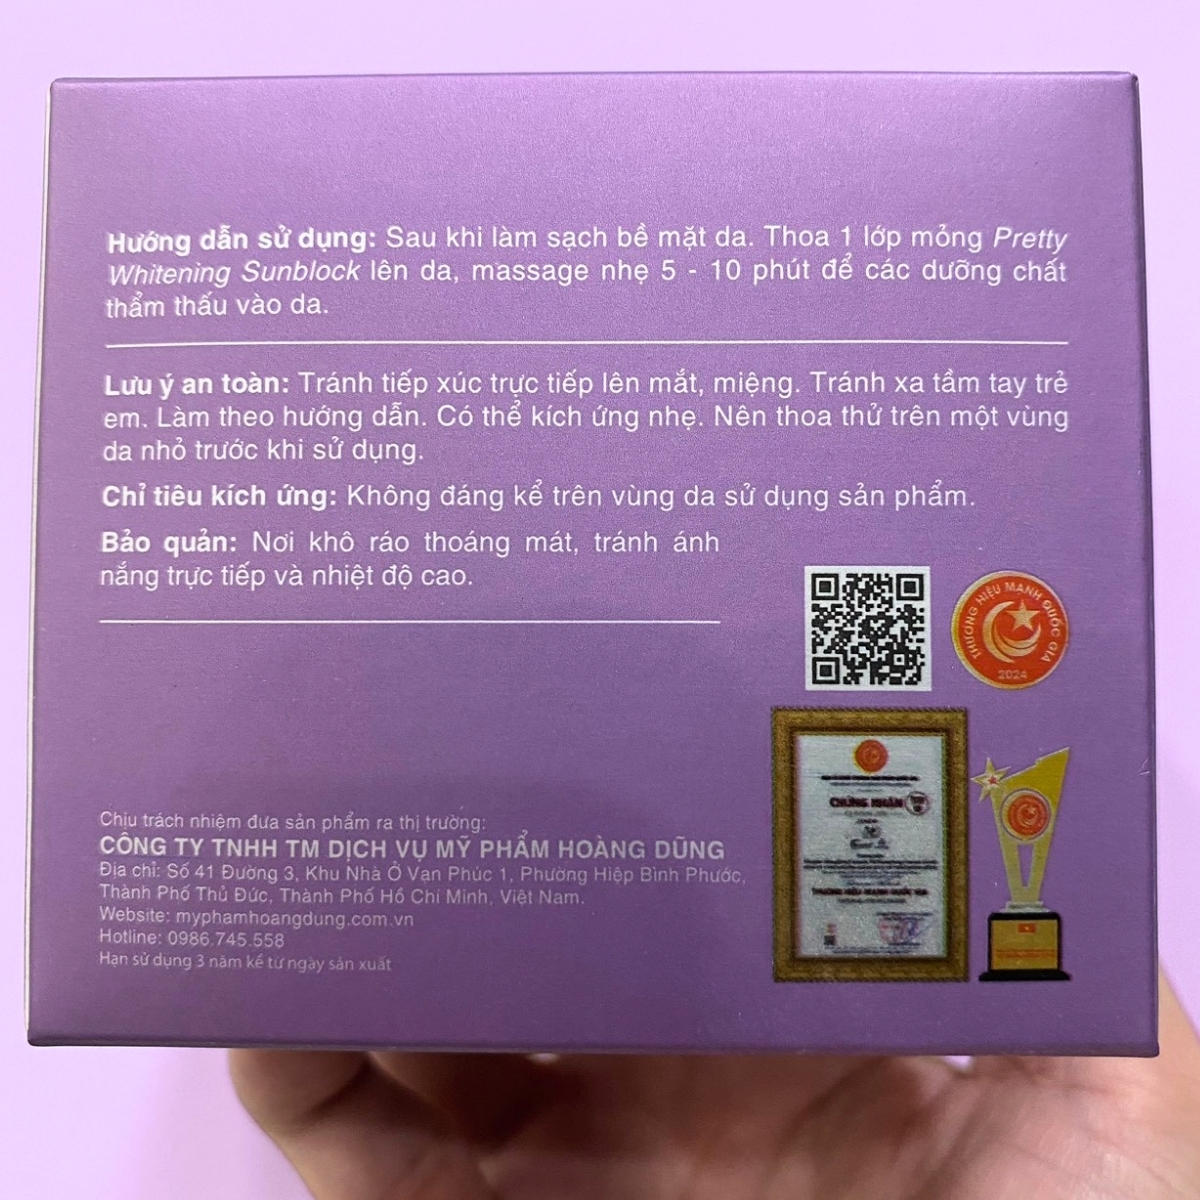 Hướng dẫn sử dụng: Sau khi làm sạch bề mặt da. Thoa 1 lớp mỏng Pretty
Whitening Sunblock lên da, massage nhẹ 5 - 10 phút để các dưỡng chất
thẩm thấu vào da.
Lưu ý an toàn: Tránh tiếp xúc trực tiếp lên mắt, miệng. Tránh xa tầm tay trẻ
em. Làm theo hướng dẫn. Có thể kích ứng nhẹ. Nên thoa thử trên một vùng
da nhỏ trước khi sử dụng.
Chỉ tiêu kích ứng: Không đáng kể trên vùng da sử dụng sản phẩm.
Bảo quản: Nơi khô ráo thoáng mát, tránh ánh
nắng trực tiếp và nhiệt độ cao.
THƯƠNG HIỆU MẠNH QUỐC GIA
2024
CHỨNG NHẬN
THƯƠNG HIỆU MẠNH QUỐC GIA
Chịu trách nhiệm đưa sản phẩm ra thị trường:
CÔNG TY TNHH TM DỊCH VỤ MỸ PHẨM HOÀNG DŨNG
Địa chỉ: Số 41 Đường 3, Khu Nhà Ở Vạn Phúc 1, Phường Hiệp Bình Phước,
Thành Phố Thủ Đức, Thành Phố Hồ Chí Minh, Việt Nam.
Website: myphamhoangdung.com.vn
Hotline: 0986.745.558
Hạn sử dụng 3 năm kể từ ngày sản xuất